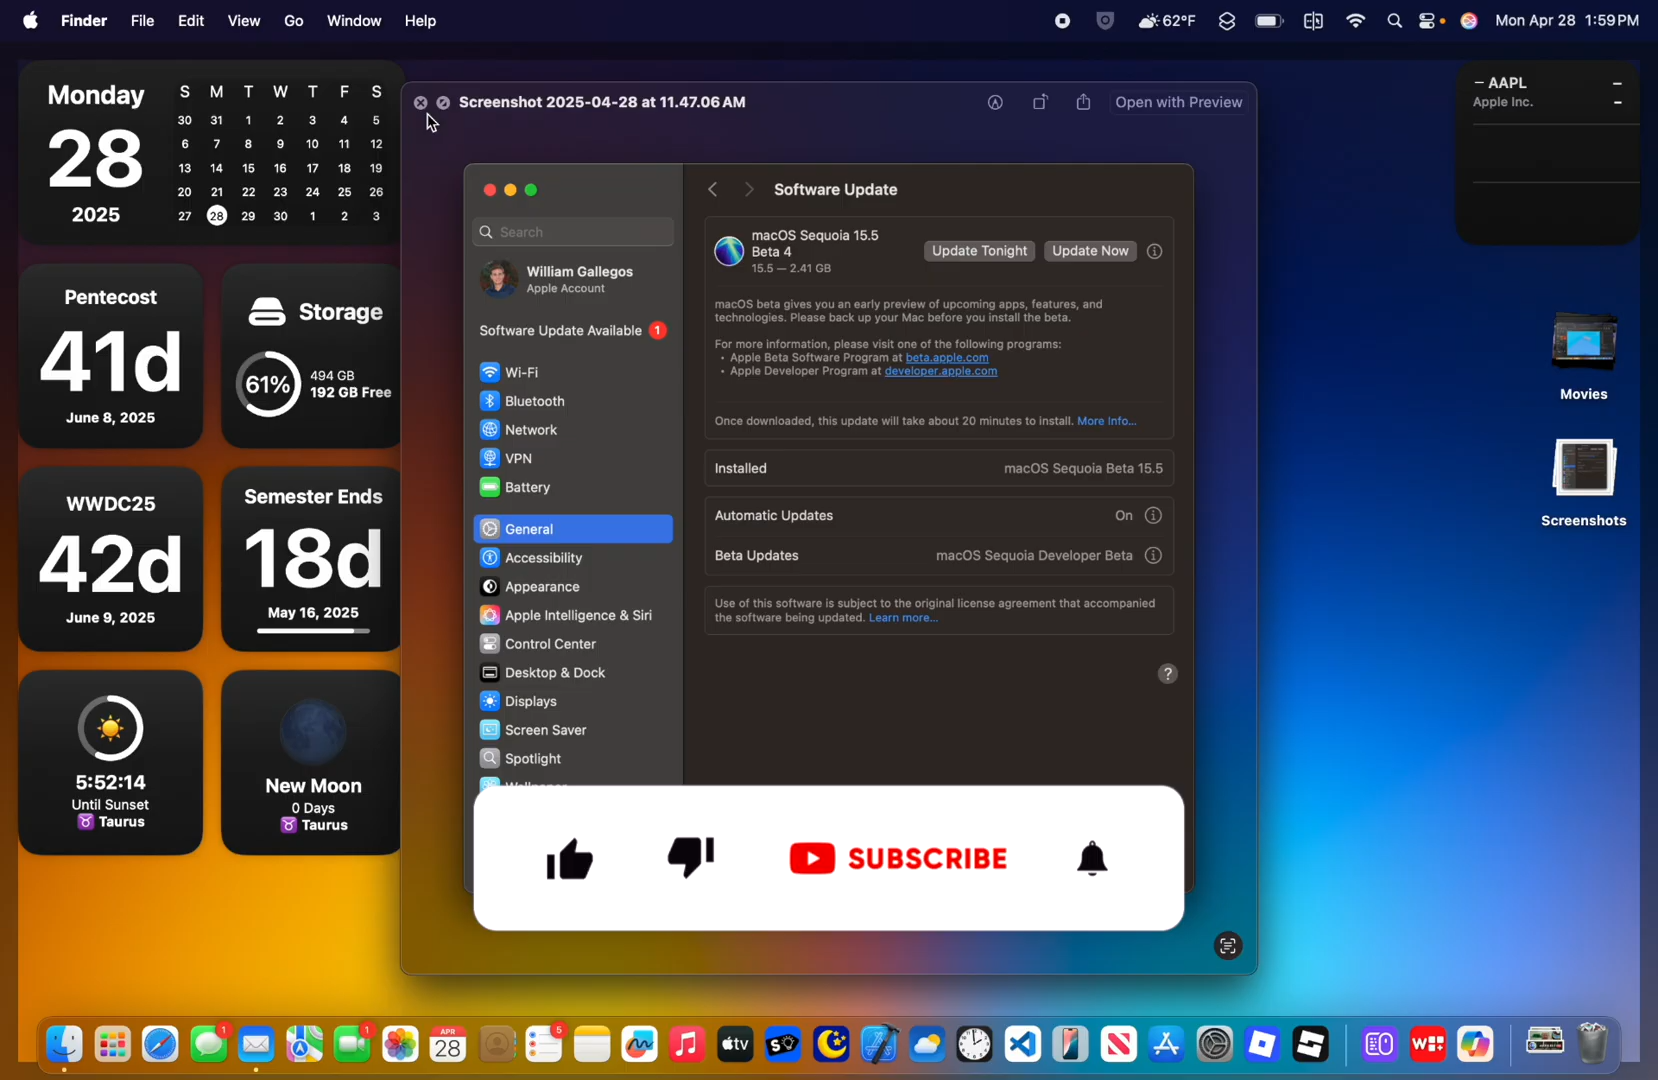 Finder File Edit View Go Window Help
62°F
Mon Apr 28 1:59 PM
Monday
28
2025
S M T W T F S
30 31 1 2 3 4 5
6 7 8 9 10 11 12
13 14 15 16 17 18 19
20 21 22 23 24 25 26
27 28 29 30 1 2 3
Pentecost
41d
June 8, 2025
Storage
61%
494 GB
192 GB Free
WWDC25
42d
June 9, 2025
Semester Ends
18d
May 16, 2025
5:52:14
Until Sunset
♉ Taurus
New Moon
0 Days
♉ Taurus
Screenshot 2025-04-28 at 11.47.06 AM
Open with Preview
Search
William Gallegos
Apple Account
Software Update Available 1
Wi-Fi
Bluetooth
Network
VPN
Battery
General
Accessibility
Appearance
Apple Intelligence & Siri
Control Center
Desktop & Dock
Displays
Screen Saver
Spotlight
Software Update
macOS Sequoia 15.5
Beta 4
15.5 — 2.41 GB
Update Tonight
Update Now
macOS beta gives you an early preview of upcoming apps, features, and
technologies. Please back up your Mac before you install the beta.
For more information, please visit one of the following programs:
• Apple Beta Software Program at beta.apple.com
• Apple Developer Program at developer.apple.com
Once downloaded, this update will take about 20 minutes to install. More Info...
Installed macOS Sequoia Beta 15.5
Automatic Updates On
Beta Updates macOS Sequoia Developer Beta
Use of this software is subject to the original license agreement that accompanied
the software being updated. Learn more...
?
SUBSCRIBE
– AAPL –
Apple Inc. –
Movies
Screenshots
1
1
APR
28
5
tv